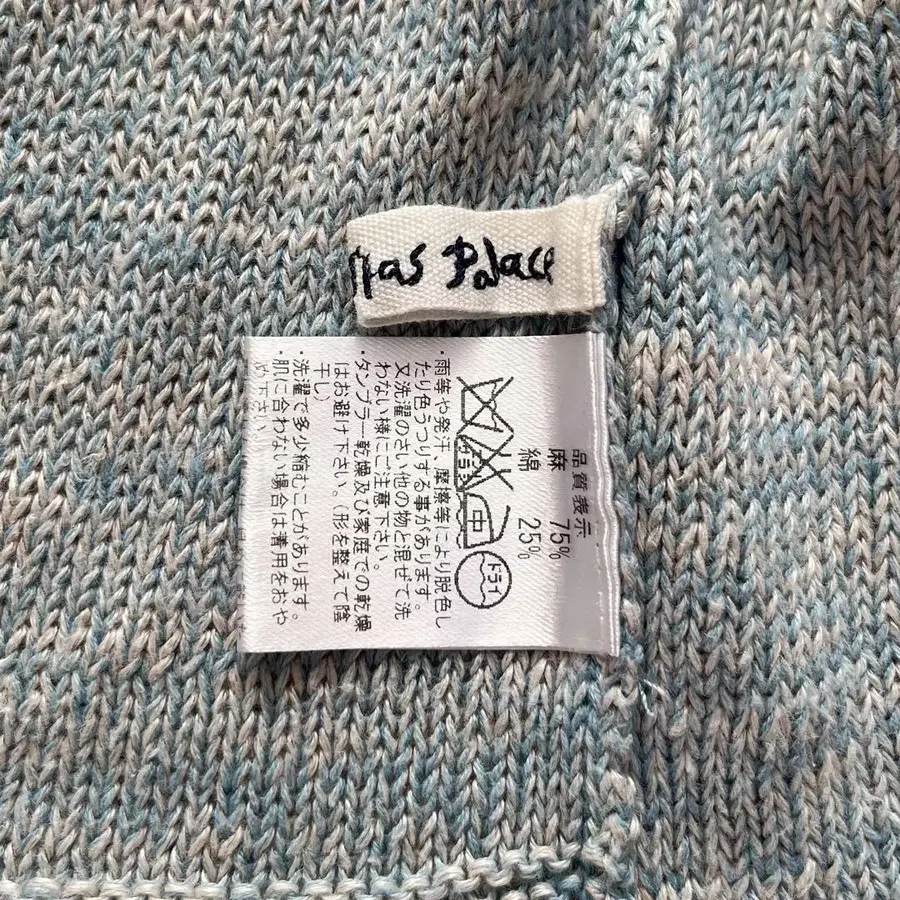 Palace
品質表示
麻 75%
綿 25%
中
ドライ
・雨等や発汗、摩擦等により脱色し
たり色うつりする事があります。
又洗濯のさい他の物と混ぜて洗
わない様にご注意下さい。
・タンブラー乾燥及び家庭での乾燥
はお避け下さい。(形を整えて陰
干し)
・洗濯で多少縮むことがあります。
・肌に合わない場合は着用をおや
め下さい。